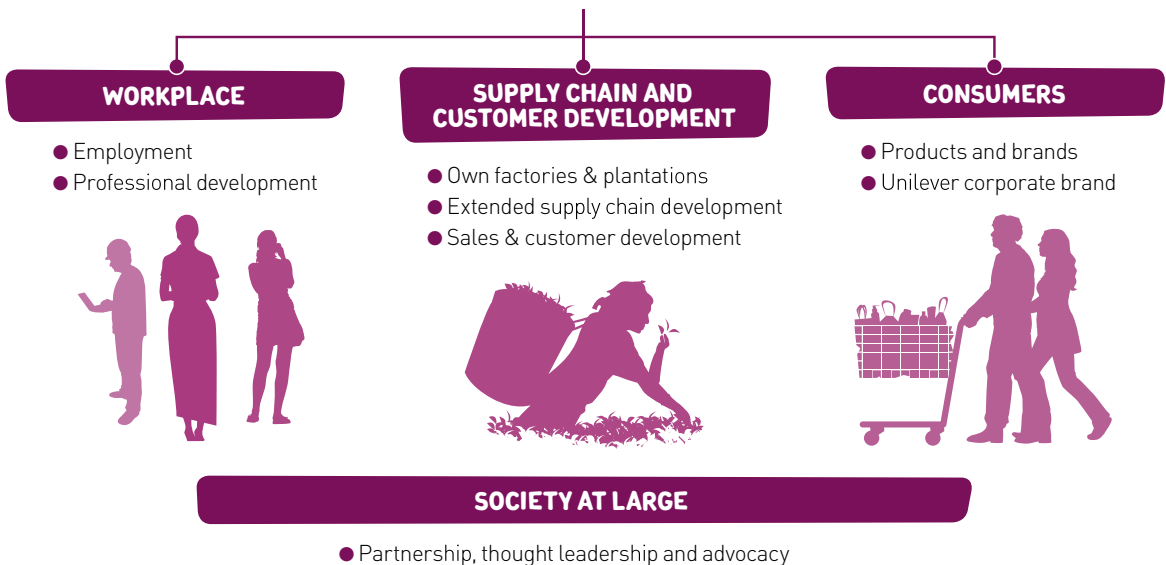 WORKPLACE
● Employment
● Professional development
SUPPLY CHAIN AND
CUSTOMER DEVELOPMENT
● Own factories & plantations
● Extended supply chain development
● Sales & customer development
CONSUMERS
● Products and brands
● Unilever corporate brand
SOCIETY AT LARGE
● Partnership, thought leadership and advocacy